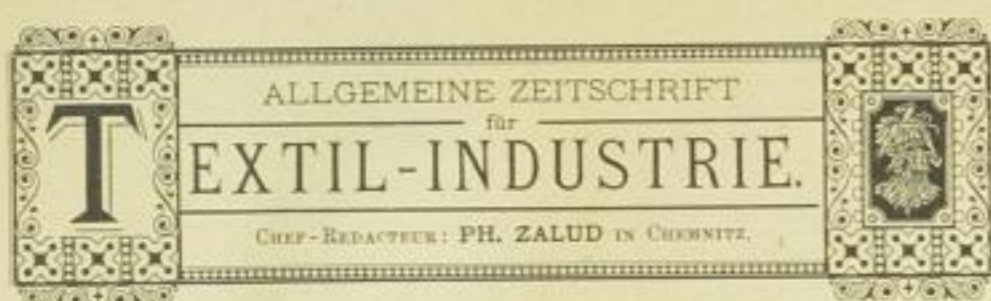 ALLGEMEINE ZEITSCHRIFT
für
TEXTIL-INDUSTRIE.
CHEF-REDACTEUR: PH. ZALUD IN CHEMNITZ.